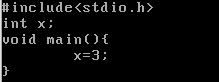 #include<stdio.h>
int x;
void main(){
        x=3;
}